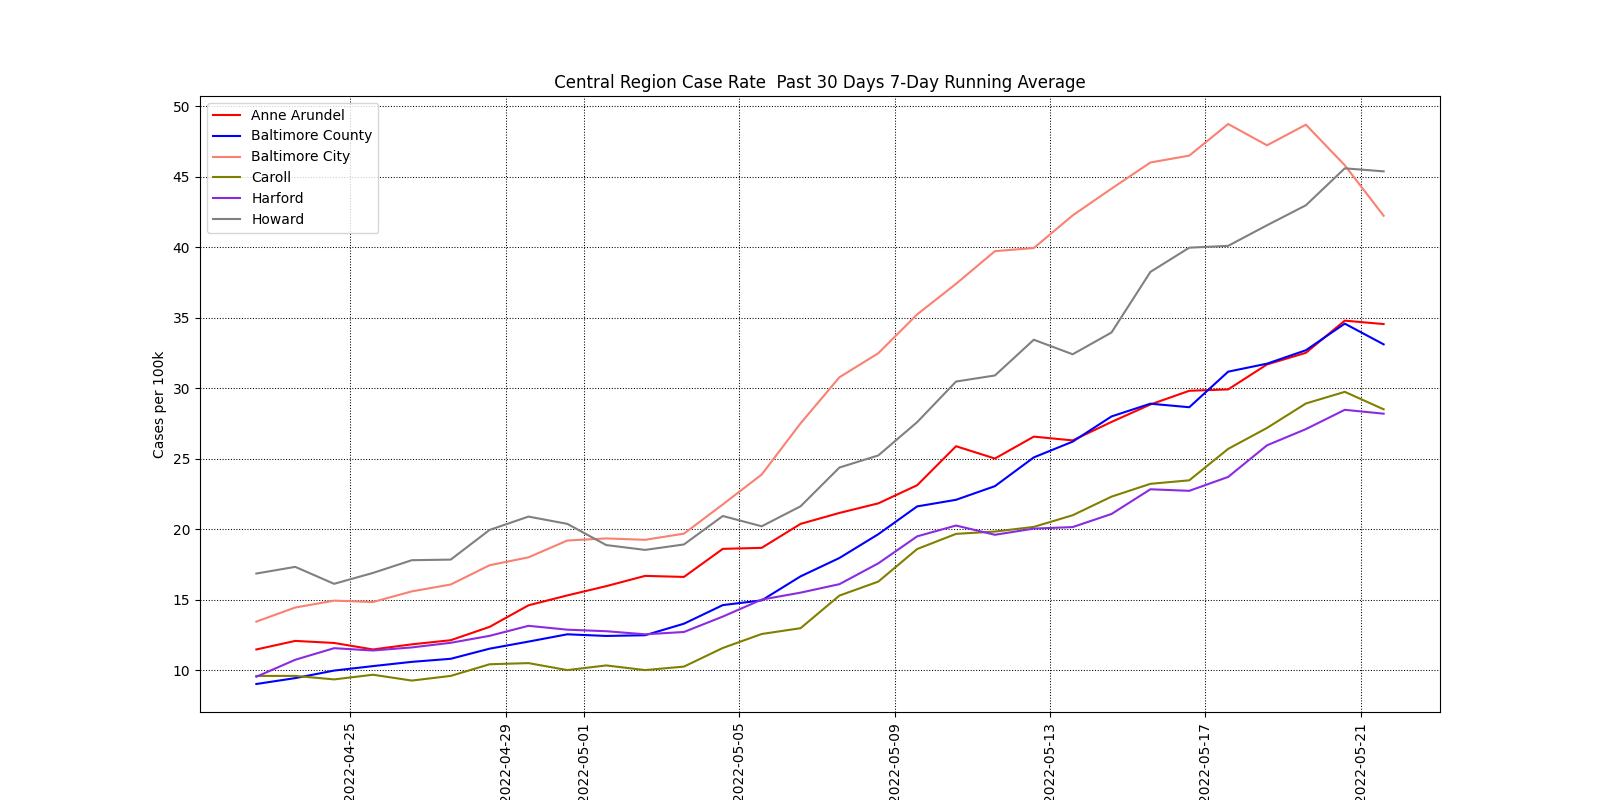 Central Region Case Rate  Past 30 Days 7-Day Running Average
50
45
40
35
30
25
20
15
10
Cases per 100k
Anne Arundel
Baltimore County
Baltimore City
Caroll
Harford
Howard
2022-04-25
2022-04-29
2022-05-01
2022-05-05
2022-05-09
2022-05-13
2022-05-17
2022-05-21